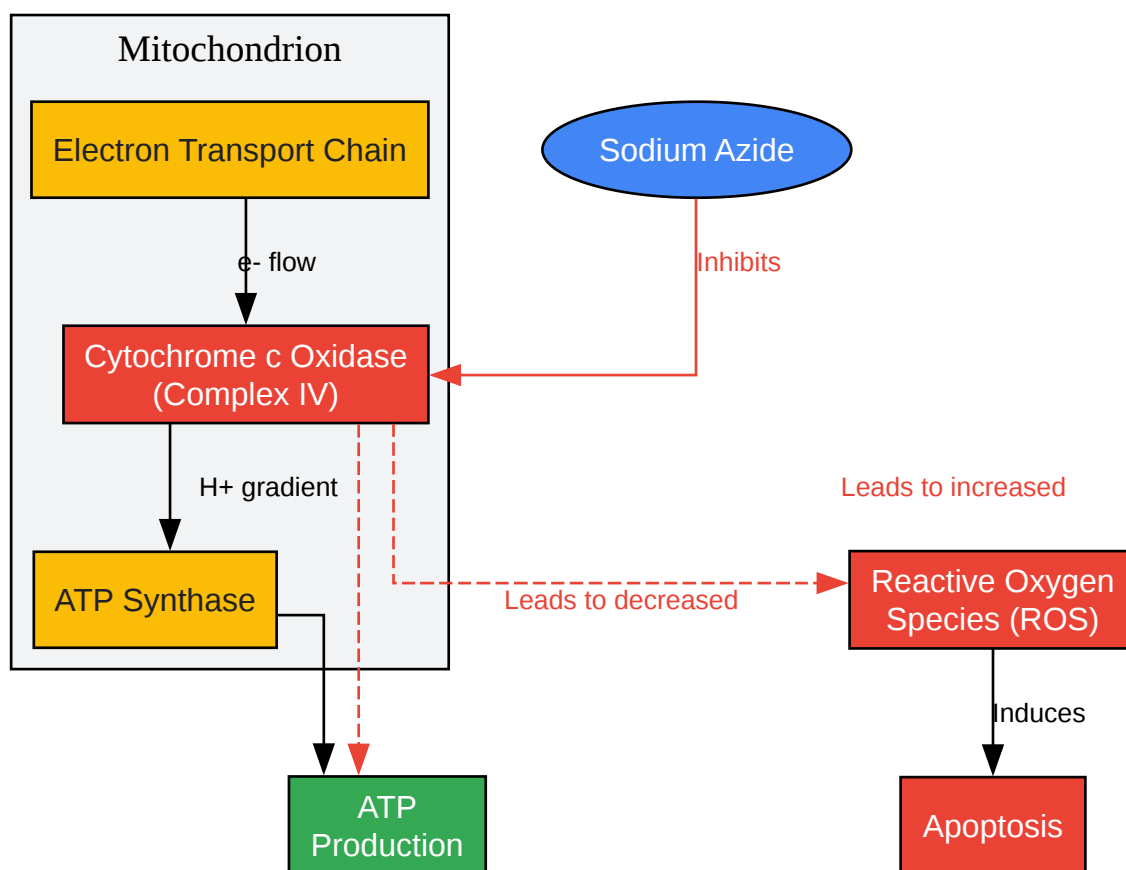 Mitochondrion
Electron Transport Chain
Sodium Azide
e- flow
Inhibits
Cytochrome c Oxidase
(Complex IV)
H+ gradient
Leads to increased
ATP Synthase
Leads to decreased
Reactive Oxygen
Species (ROS)
Induces
ATP
Production
Apoptosis